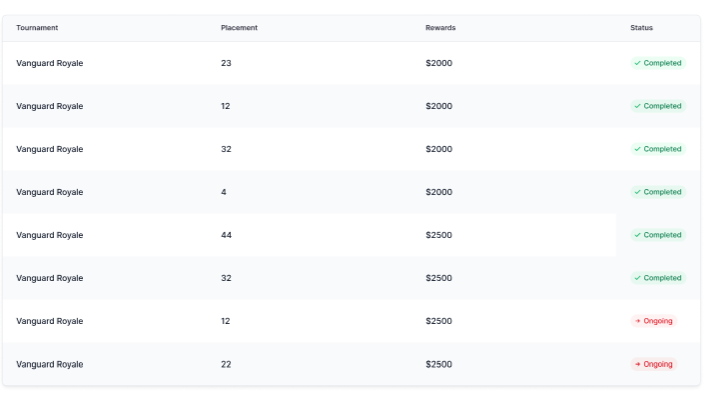 Tournament Placement Rewards Status
Vanguard Royale 23 $2000 Completed
Vanguard Royale 12 $2000 Completed
Vanguard Royale 32 $2000 Completed
Vanguard Royale 4 $2000 Completed
Vanguard Royale 44 $2500 Completed
Vanguard Royale 32 $2500 Completed
Vanguard Royale 12 $2500 Ongoing
Vanguard Royale 22 $2500 Ongoing